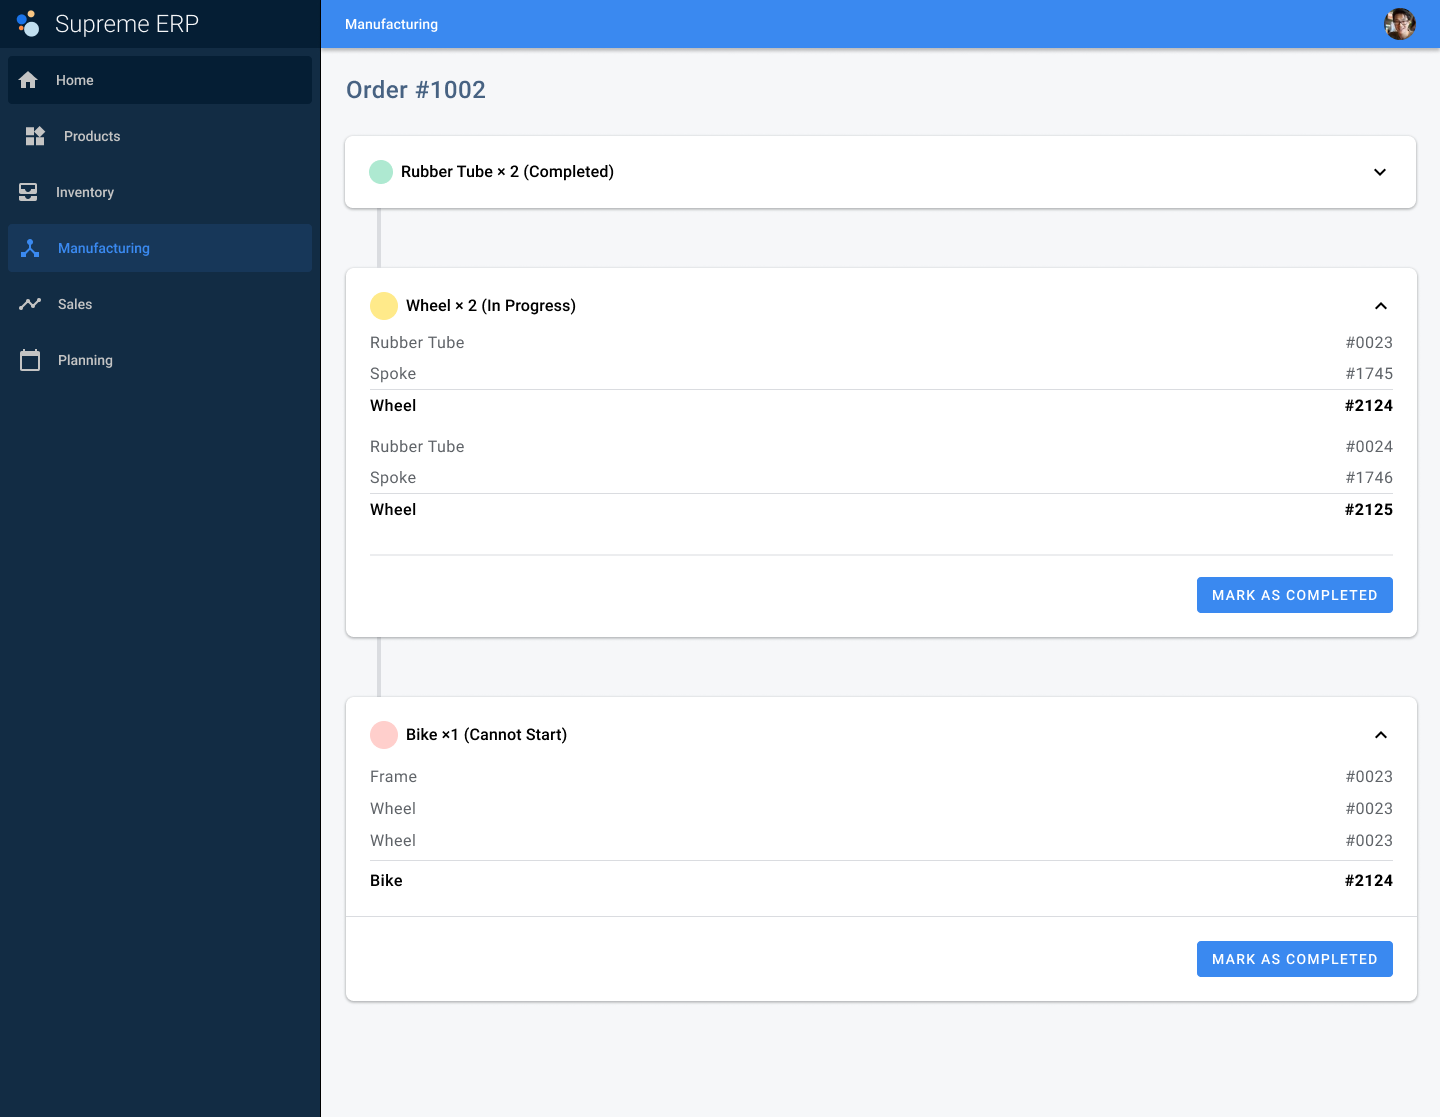 Supreme ERP
Manufacturing
Home
Products
Inventory
Manufacturing
Sales
Planning
Order #1002
Rubber Tube × 2 (Completed)
Wheel × 2 (In Progress)
Rubber Tube #0023
Spoke #1745
Wheel #2124
Rubber Tube #0024
Spoke #1746
Wheel #2125
MARK AS COMPLETED
Bike ×1 (Cannot Start)
Frame #0023
Wheel #0023
Wheel #0023
Bike #2124
MARK AS COMPLETED